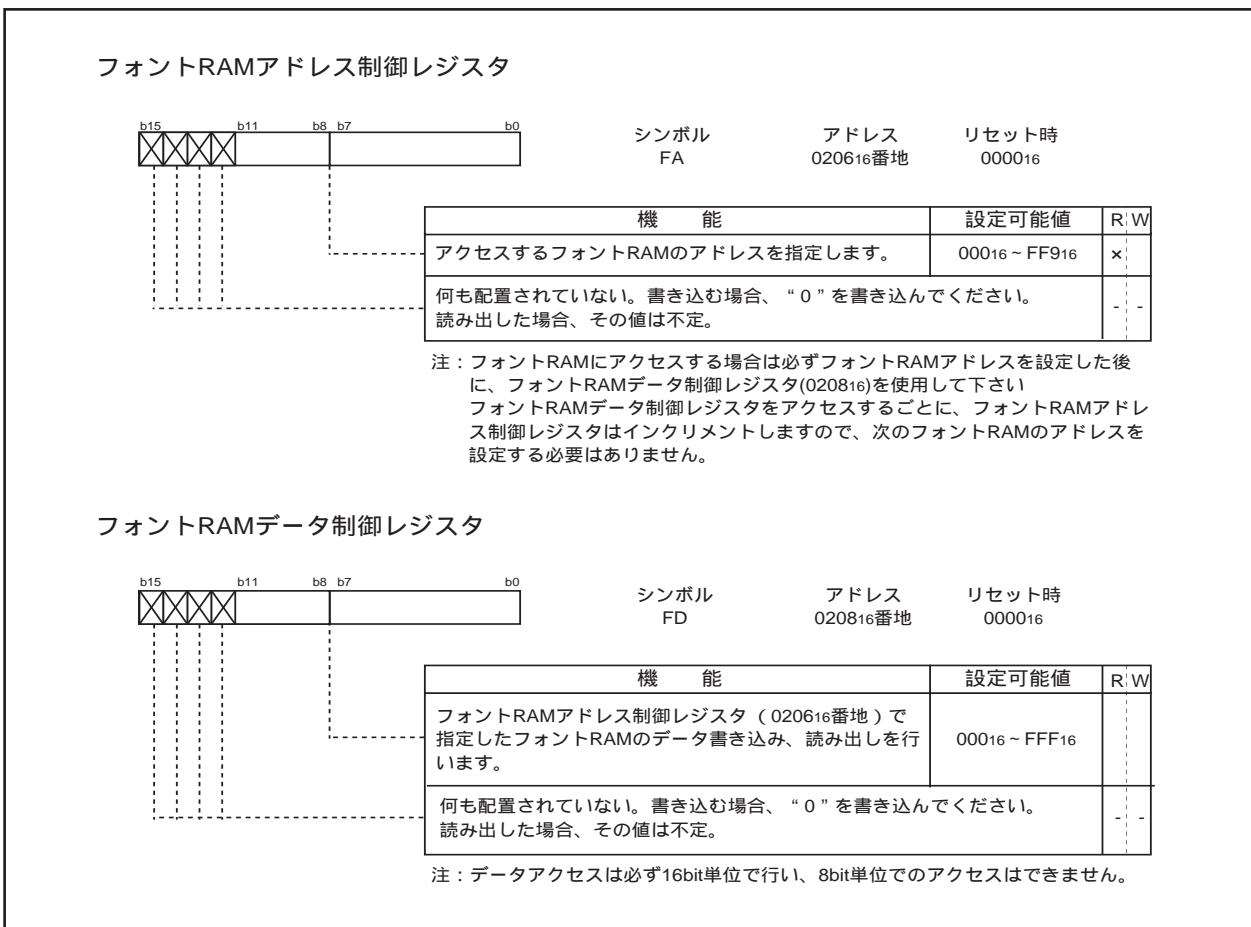 フォントRAMアドレス制御レジスタ
b15 b11 b8 b7 b0
シンボル アドレス リセット時
FA 020616番地 000016
機 能 設定可能値 R W
アクセスするフォントRAMのアドレスを指定します。 00016 ~ FF916 ×
何も配置されていない。書き込む場合、“0”を書き込んでください。
読み出した場合、その値は不定。 - -
注：フォントRAMにアクセスする場合は必ずフォントRAMアドレスを設定した後
に、フォントRAMデータ制御レジスタ(020816)を使用して下さい
フォントRAMデータ制御レジスタをアクセスするごとに、フォントRAMアドレ
ス制御レジスタはインクリメントしますので、次のフォントRAMのアドレスを
設定する必要はありません。
フォントRAMデータ制御レジスタ
b15 b11 b8 b7 b0
シンボル アドレス リセット時
FD 020816番地 000016
機 能 設定可能値 R W
フォントRAMアドレス制御レジスタ（020616番地）で
指定したフォントRAMのデータ書き込み、読み出しを行 00016 ~ FFF16
います。
何も配置されていない。書き込む場合、“0”を書き込んでください。
読み出した場合、その値は不定。 - -
注：データアクセスは必ず16bit単位で行い、8bit単位でのアクセスはできません。